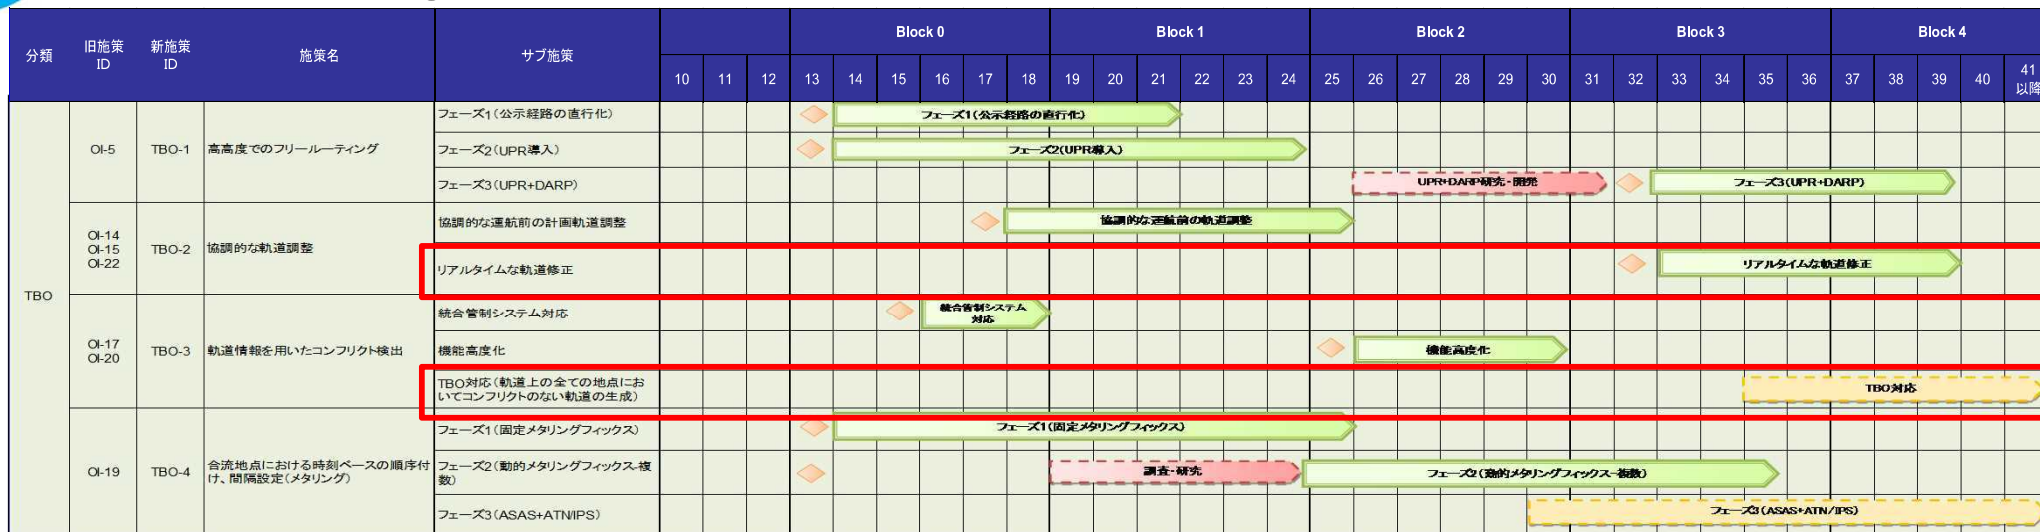 分類
旧施策
ID
新施策
ID
施策名
サブ施策
Block 0
Block 1
Block 2
Block 3
Block 4
10 11 12 13 14 15 16 17 18 19 20 21 22 23 24 25 26 27 28 29 30 31 32 33 34 35 36 37 38 39 40 41
以降
TBO
OI-5
TBO-1
高高度でのフリールーティング
フェーズ1(公示経路の直行化)
フェーズ1(公示経路の直行化)
フェーズ2(UPR導入)
フェーズ2(UPR導入)
フェーズ3(UPR+DARP)
UPR+DARP研究・開発
フェーズ3(UPR+DARP)
OI-14
OI-15
OI-22
TBO-2
協調的な軌道調整
協調的な運航前の計画軌道調整
協調的な運航前の軌道調整
リアルタイムな軌道修正
リアルタイムな軌道修正
OI-17
OI-20
TBO-3
軌道情報を用いたコンフリクト検出
統合管制システム対応
統合管制システム
対応
機能高度化
機能高度化
TBO対応(軌道上の全ての地点にお
いてコンフリクトのない軌道の生成)
TBO対応
OI-19
TBO-4
合流地点における時刻ベースの順序付
け、間隔設定(メタリング)
フェーズ1(固定メタリングフィックス)
フェーズ1(固定メタリングフィックス)
フェーズ2(動的メタリングフィックス-複
数)
調査・研究
フェーズ2(動的メタリングフィックス-複数)
フェーズ3(ASAS+ATN/IPS)
フェーズ3(ASAS+ATN/IPS)